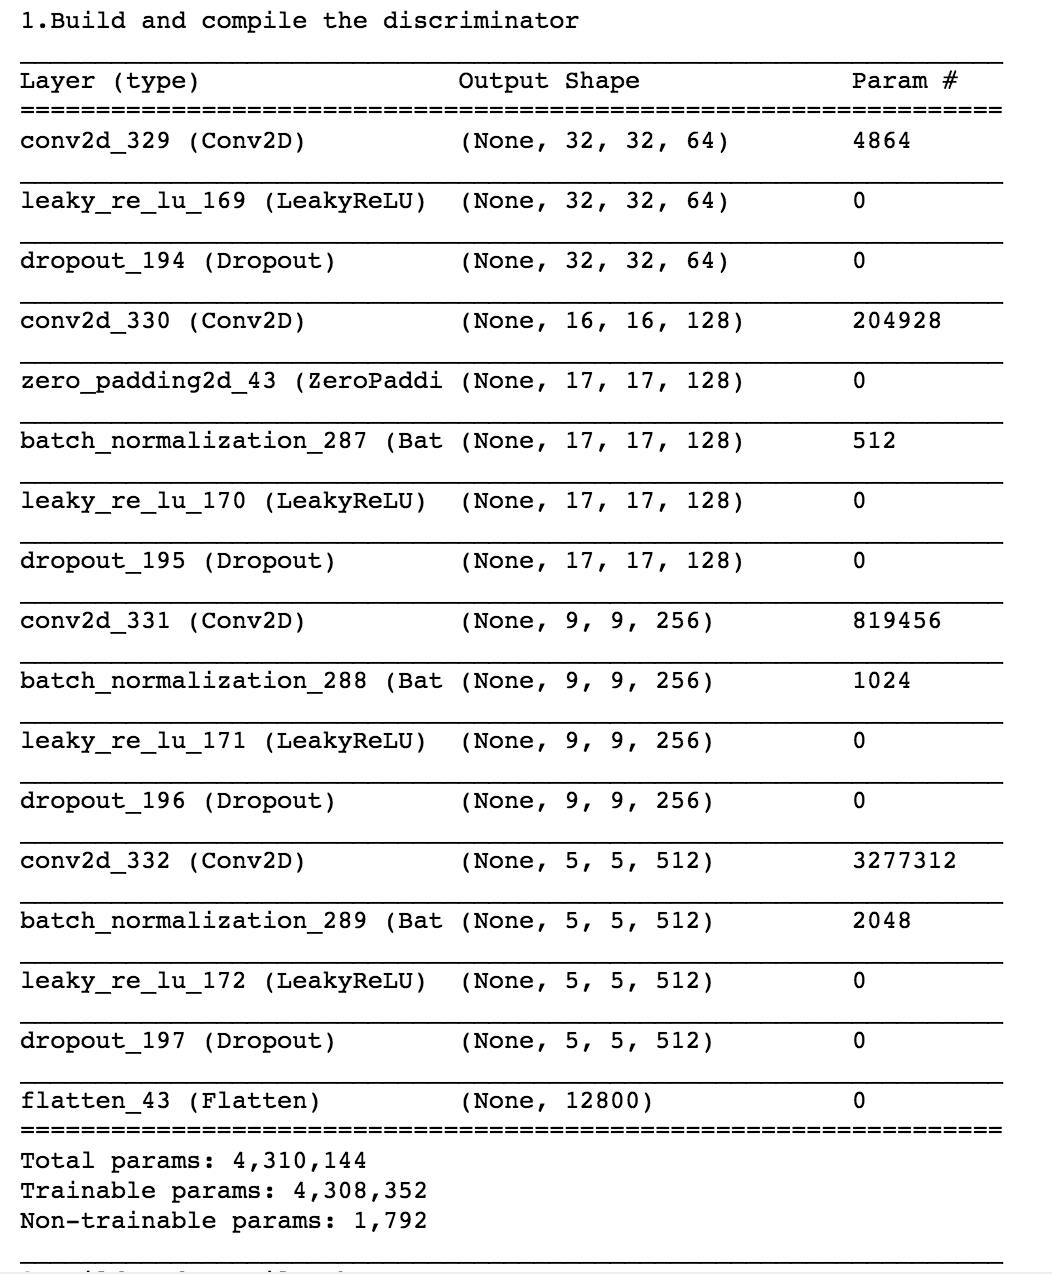 1.Build and compile the discriminator
Layer (type) Output Shape Param #
conv2d_329 (Conv2D) (None, 32, 32, 64) 4864
leaky_re_lu_169 (LeakyReLU) (None, 32, 32, 64) 0
dropout_194 (Dropout) (None, 32, 32, 64) 0
conv2d_330 (Conv2D) (None, 16, 16, 128) 204928
zero_padding2d_43 (ZeroPaddi (None, 17, 17, 128) 0
batch_normalization_287 (Bat (None, 17, 17, 128) 512
leaky_re_lu_170 (LeakyReLU) (None, 17, 17, 128) 0
dropout_195 (Dropout) (None, 17, 17, 128) 0
conv2d_331 (Conv2D) (None, 9, 9, 256) 819456
batch_normalization_288 (Bat (None, 9, 9, 256) 1024
leaky_re_lu_171 (LeakyReLU) (None, 9, 9, 256) 0
dropout_196 (Dropout) (None, 9, 9, 256) 0
conv2d_332 (Conv2D) (None, 5, 5, 512) 3277312
batch_normalization_289 (Bat (None, 5, 5, 512) 2048
leaky_re_lu_172 (LeakyReLU) (None, 5, 5, 512) 0
dropout_197 (Dropout) (None, 5, 5, 512) 0
flatten_43 (Flatten) (None, 12800) 0
Total params: 4,310,144
Trainable params: 4,308,352
Non-trainable params: 1,792